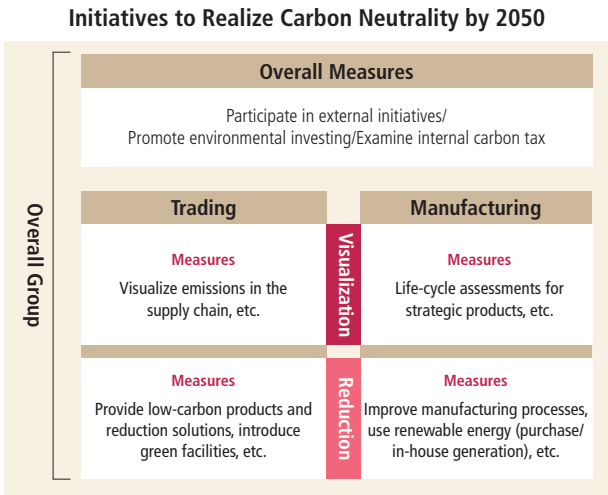 Initiatives to Realize Carbon Neutrality by 2050
Overall Group
Overall Measures
Participate in external initiatives/
Promote environmental investing/Examine internal carbon tax
Trading
Manufacturing
Visualization
Measures
Visualize emissions in the
supply chain, etc.
Measures
Life-cycle assessments for
strategic products, etc.
Reduction
Measures
Provide low-carbon products and
reduction solutions, introduce
green facilities, etc.
Measures
Improve manufacturing processes,
use renewable energy (purchase/
in-house generation), etc.